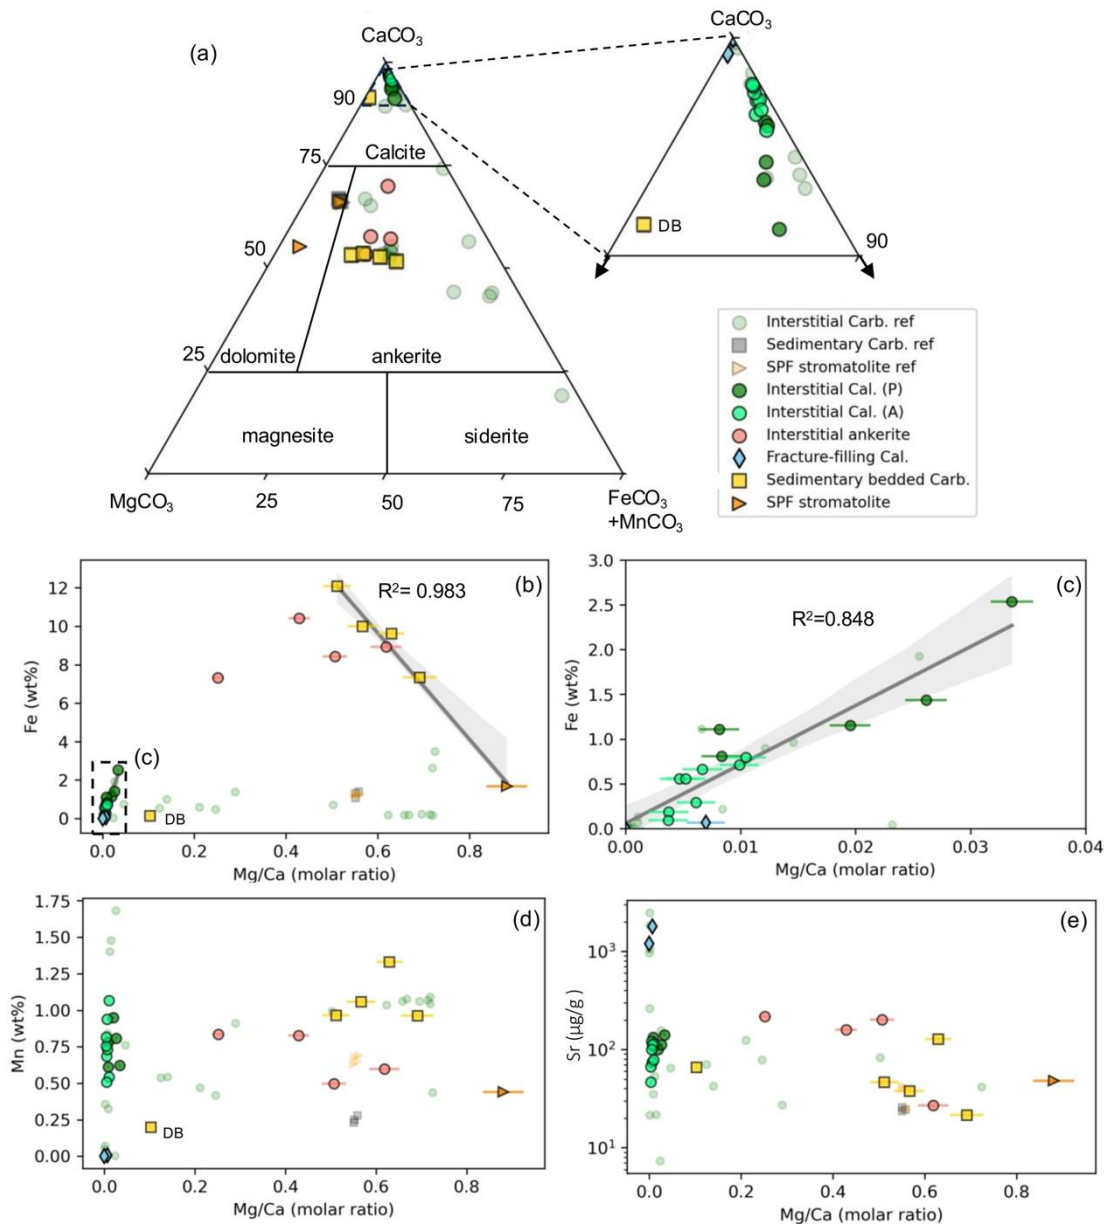 (a)
CaCO3
CaCO3
90
75
Calcite
DB
90
50
25
dolomite
ankerite
magnesite
siderite
MgCO3
25
50
75
FeCO3
+MnCO3
Interstitial Carb. ref
Sedimentary Carb. ref
SPF stromatolite ref
Interstitial Cal. (P)
Interstitial Cal. (A)
Interstitial ankerite
Fracture-filling Cal.
Sedimentary bedded Carb.
SPF stromatolite
(b)
R2= 0.983
12
10
8
6
4
2
0
Fe (wt%)
(c)
DB
0.0 0.2 0.4 0.6 0.8
Mg/Ca (molar ratio)
(c)
R2=0.848
3.0
2.5
2.0
1.5
1.0
0.5
0.0
Fe (wt%)
0.00 0.01 0.02 0.03 0.04
Mg/Ca (molar ratio)
(d)
1.75
1.50
1.25
1.00
0.75
0.50
0.25
0.00
Mn (wt%)
DB
0.0 0.2 0.4 0.6 0.8
Mg/Ca (molar ratio)
(e)
10^3
10^2
10^1
Sr (µg/g )
0.0 0.2 0.4 0.6 0.8
Mg/Ca (molar ratio)